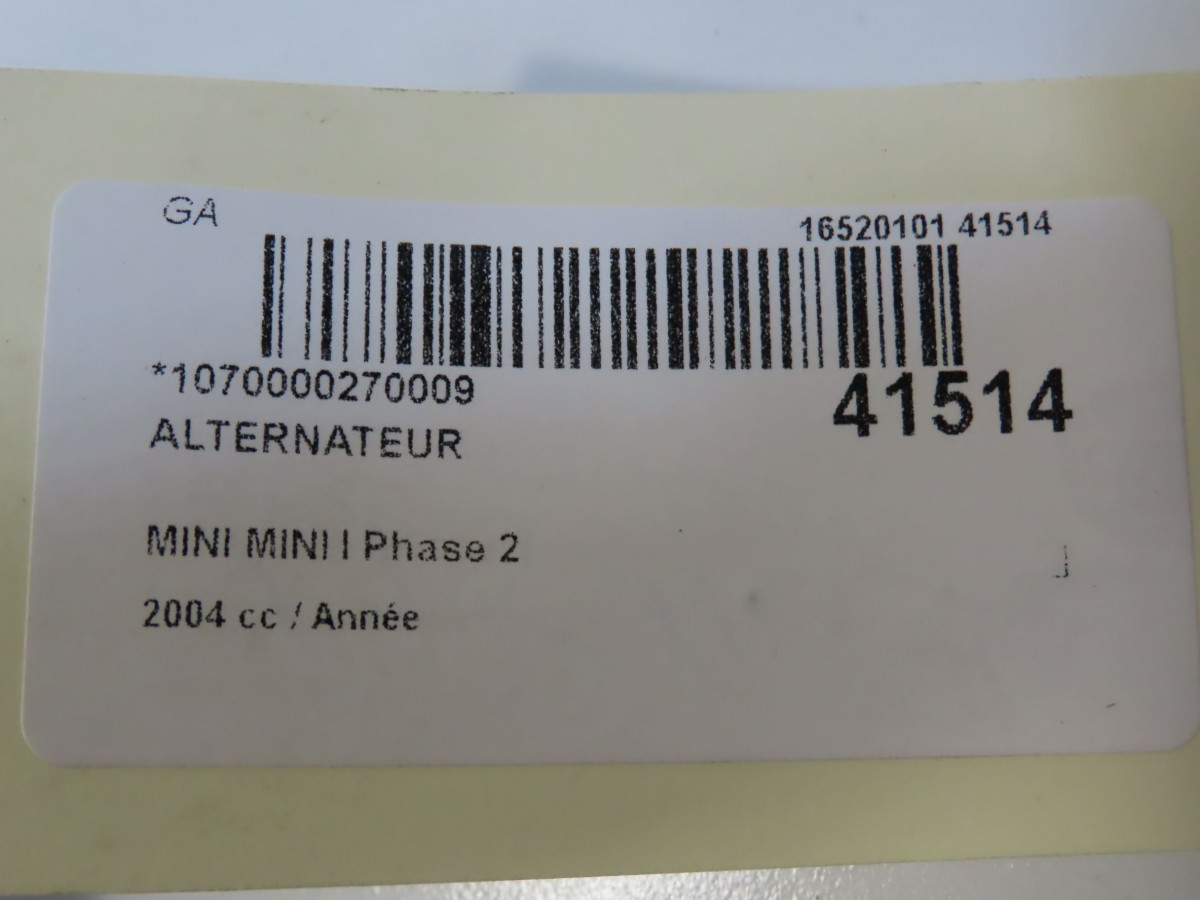 GA
16520101 41514
*1070000270009
41514
ALTERNATEUR
MINI MINI I Phase 2
2004 cc / Année